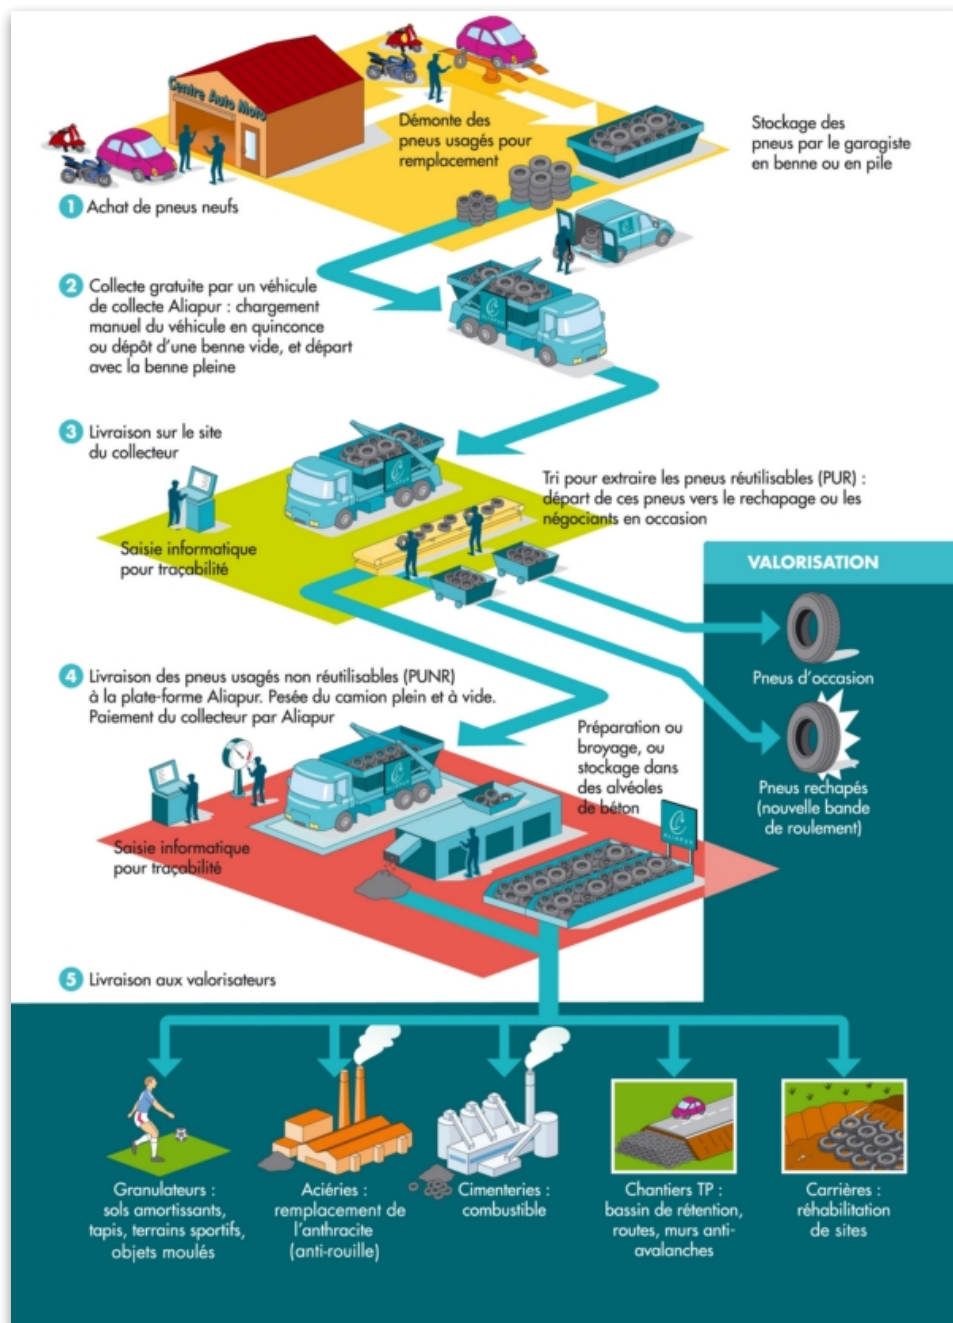 Centre Auto Moto
Démonte des
pneus usagés pour
remplacement
Stockage des
pneus par le garagiste
en benne ou en pile
1 Achat de pneus neufs
2 Collecte gratuite par un véhicule
de collecte Aliapur : chargement
manuel du véhicule en quinconce
ou dépôt d'une benne vide, et départ
avec la benne pleine
ALIAPUR
3 Livraison sur le site
du collecteur
Tri pour extraire les pneus réutilisables (PUR) :
départ de ces pneus vers le rechapage ou les
négociants en occasion
Saisie informatique
pour traçabilité
VALORISATION
Pneus d'occasion
Pneus rechapés
(nouvelle bande
de roulement)
4 Livraison des pneus usagés non réutilisables (PUNR)
à la plate-forme Aliapur. Pesée du camion plein et à vide.
Paiement du collecteur par Aliapur
Préparation ou
broyage, ou
stockage dans
des alvéoles
de béton
ALIAPUR
Saisie informatique
pour traçabilité
5 Livraison aux valorisateurs
Granulateurs :
sols amortissants,
tapis, terrains sportifs,
objets moulés
Aciéries :
remplacement de
l'anthracite
(anti-rouille)
Cimenteries :
combustible
Chantiers TP :
bassin de rétention,
routes, murs anti-
avalanches
Carrières :
réhabilitation
de sites